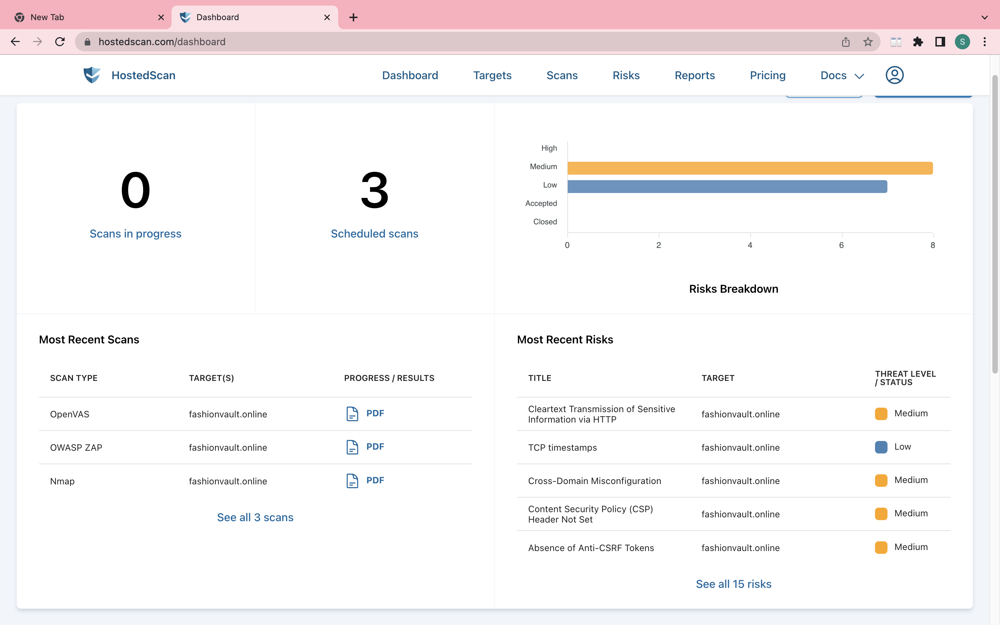 New Tab
Dashboard
hostedscan.com/dashboard
S
HostedScan
Dashboard
Targets
Scans
Risks
Reports
Pricing
Docs
0
Scans in progress
3
Scheduled scans
High
Medium
Low
Accepted
Closed
0 2 4 6 8
Risks Breakdown
Most Recent Scans
SCAN TYPE TARGET(S) PROGRESS / RESULTS
OpenVAS fashionvault.online PDF
OWASP ZAP fashionvault.online PDF
Nmap fashionvault.online PDF
See all 3 scans
Most Recent Risks
TITLE TARGET THREAT LEVEL
/ STATUS
Cleartext Transmission of Sensitive
Information via HTTP fashionvault.online Medium
TCP timestamps fashionvault.online Low
Cross-Domain Misconfiguration fashionvault.online Medium
Content Security Policy (CSP)
Header Not Set fashionvault.online Medium
Absence of Anti-CSRF Tokens fashionvault.online Medium
See all 15 risks